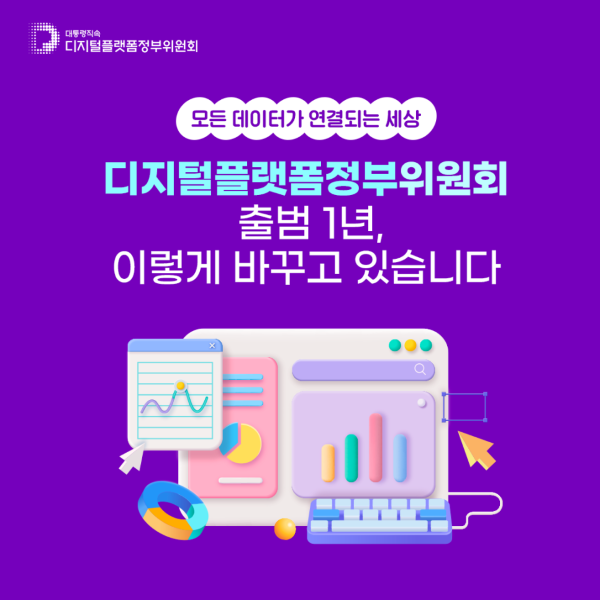 대통령직속
디지털플랫폼정부위원회
모든 데이터가 연결되는 세상
디지털플랫폼정부위원회
출범 1년,
이렇게 바꾸고 있습니다